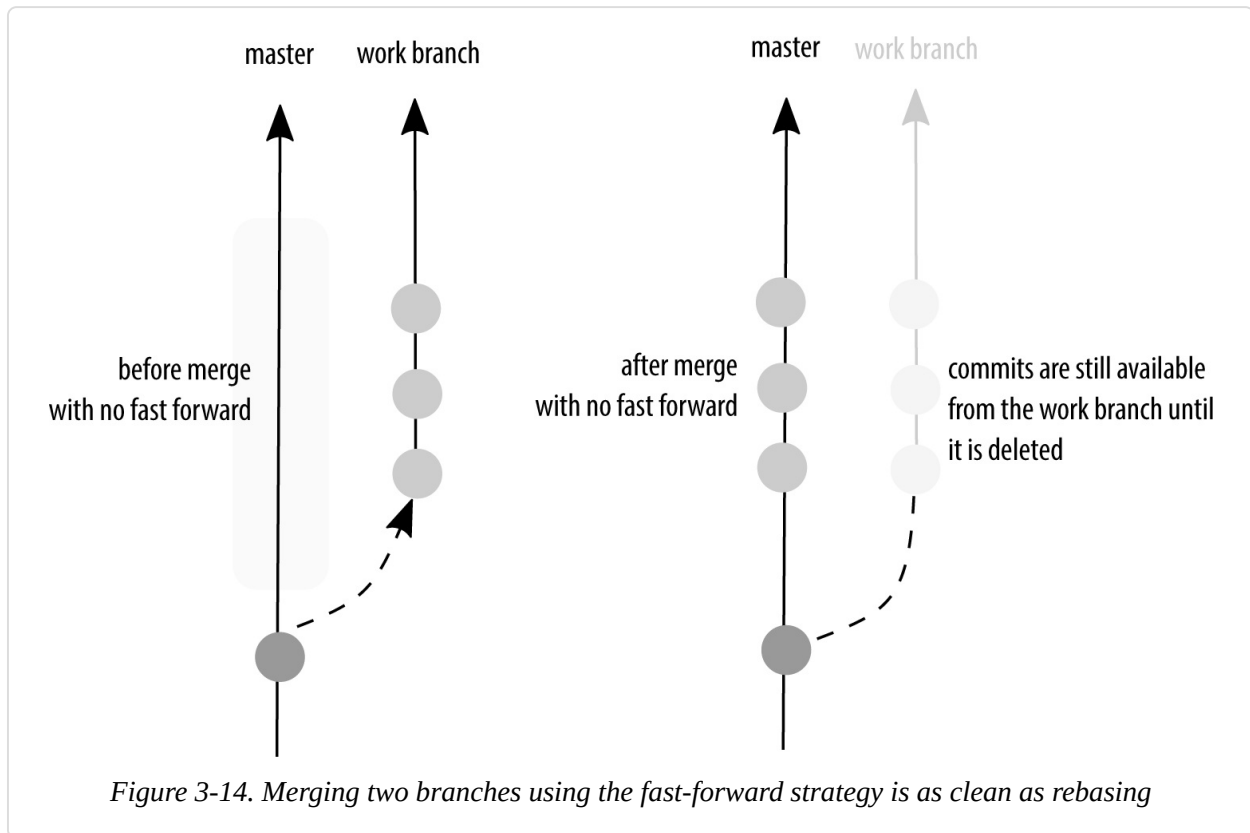 master
work branch
before merge
with no fast forward
master
work branch
after merge
with no fast forward
commits are still available
from the work branch until
it is deleted
Figure 3-14. Merging two branches using the fast-forward strategy is as clean as rebasing